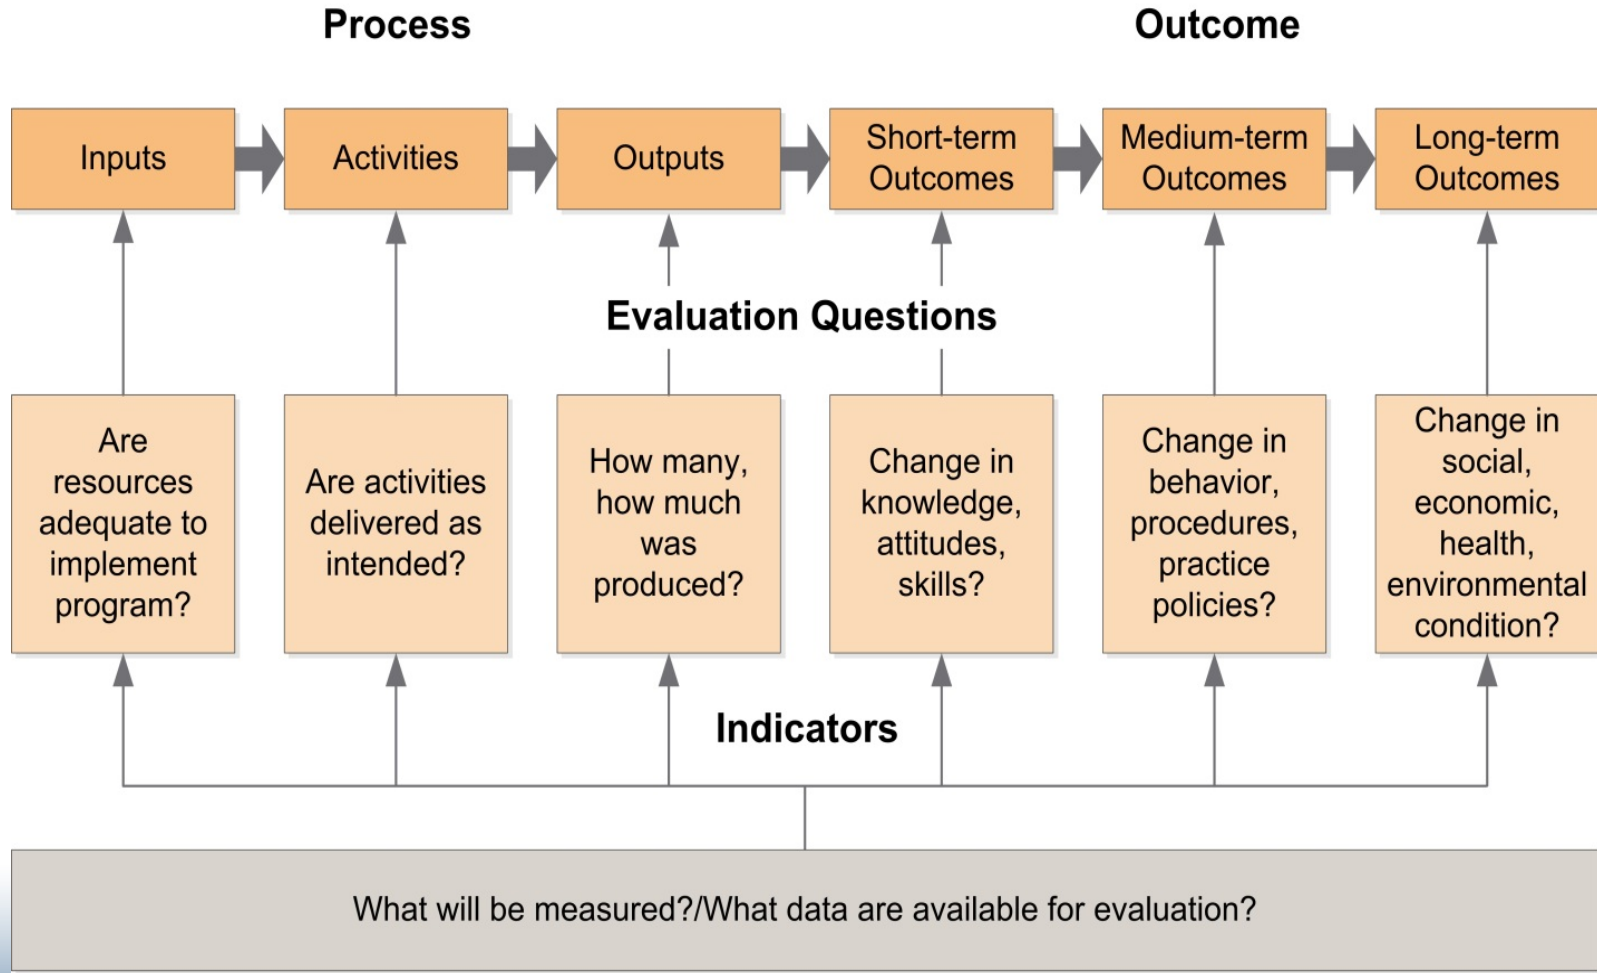 Process
Outcome
Inputs
Activities
Outputs
Short-term
Outcomes
Medium-term
Outcomes
Long-term
Outcomes
Evaluation Questions
Are
resources
adequate to
implement
program?
Are activities
delivered as
intended?
How many,
how much
was
produced?
Change in
knowledge,
attitudes,
skills?
Change in
behavior,
procedures,
practice
policies?
Change in
social,
economic,
health,
environmental
condition?
Indicators
What will be measured?/What data are available for evaluation?